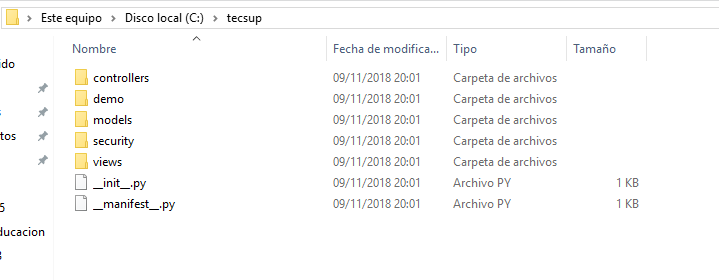 Este equipo > Disco local (C:) > tecsup
Nombre Fecha de modifica... Tipo Tamaño
ido
controllers 09/11/2018 20:01 Carpeta de archivos
demo 09/11/2018 20:01 Carpeta de archivos
models 09/11/2018 20:01 Carpeta de archivos
tos security 09/11/2018 20:01 Carpeta de archivos
views 09/11/2018 20:01 Carpeta de archivos
__init__.py 09/11/2018 20:01 Archivo PY 1 KB
__manifest__.py 09/11/2018 20:01 Archivo PY 1 KB
5
ducacion